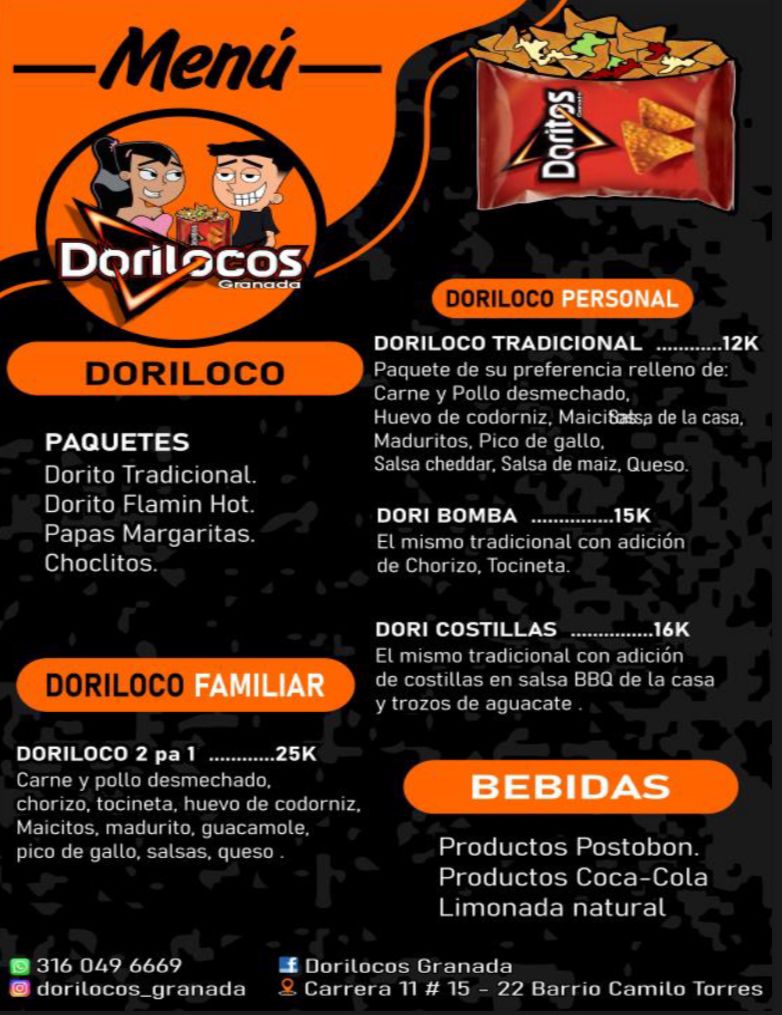 Menú
Doritos
Granada
Dorilocos
Granada
DORILOCO
PAQUETES
Dorito Tradicional.
Dorito Flamin Hot.
Papas Margaritas.
Choclitos.
DORILOCO FAMILIAR
DORILOCO 2 pa 1 ............25K
Carne y pollo desmechado,
chorizo, tocineta, huevo de codorniz,
Maicitos, madurito, guacamole,
pico de gallo, salsas, queso .
DORILOCO PERSONAL
DORILOCO TRADICIONAL ............12K
Paquete de su preferencia relleno de:
Carne y Pollo desmechado,
Huevo de codorniz, Maicitos, Salsa de la casa,
Maduritos, Pico de gallo,
Salsa cheddar, Salsa de maiz, Queso.
DORI BOMBA ...............15K
El mismo tradicional con adición
de Chorizo, Tocineta.
DORI COSTILLAS ...............16K
El mismo tradicional con adición
de costillas en salsa BBQ de la casa
y trozos de aguacate .
BEBIDAS
Productos Postobon.
Productos Coca-Cola
Limonada natural
316 049 6669
dorilocos_granada
Dorilocos Granada
Carrera 11 # 15 - 22 Barrio Camilo Torres